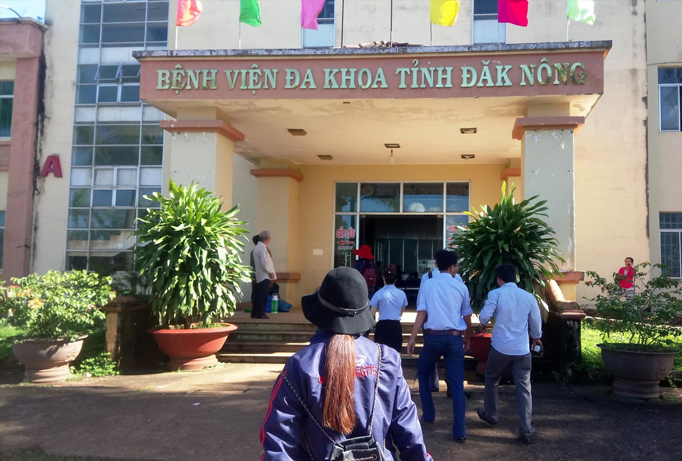 BỆNH VIỆN ĐA KHOA TỈNH ĐĂK NÔNG
A